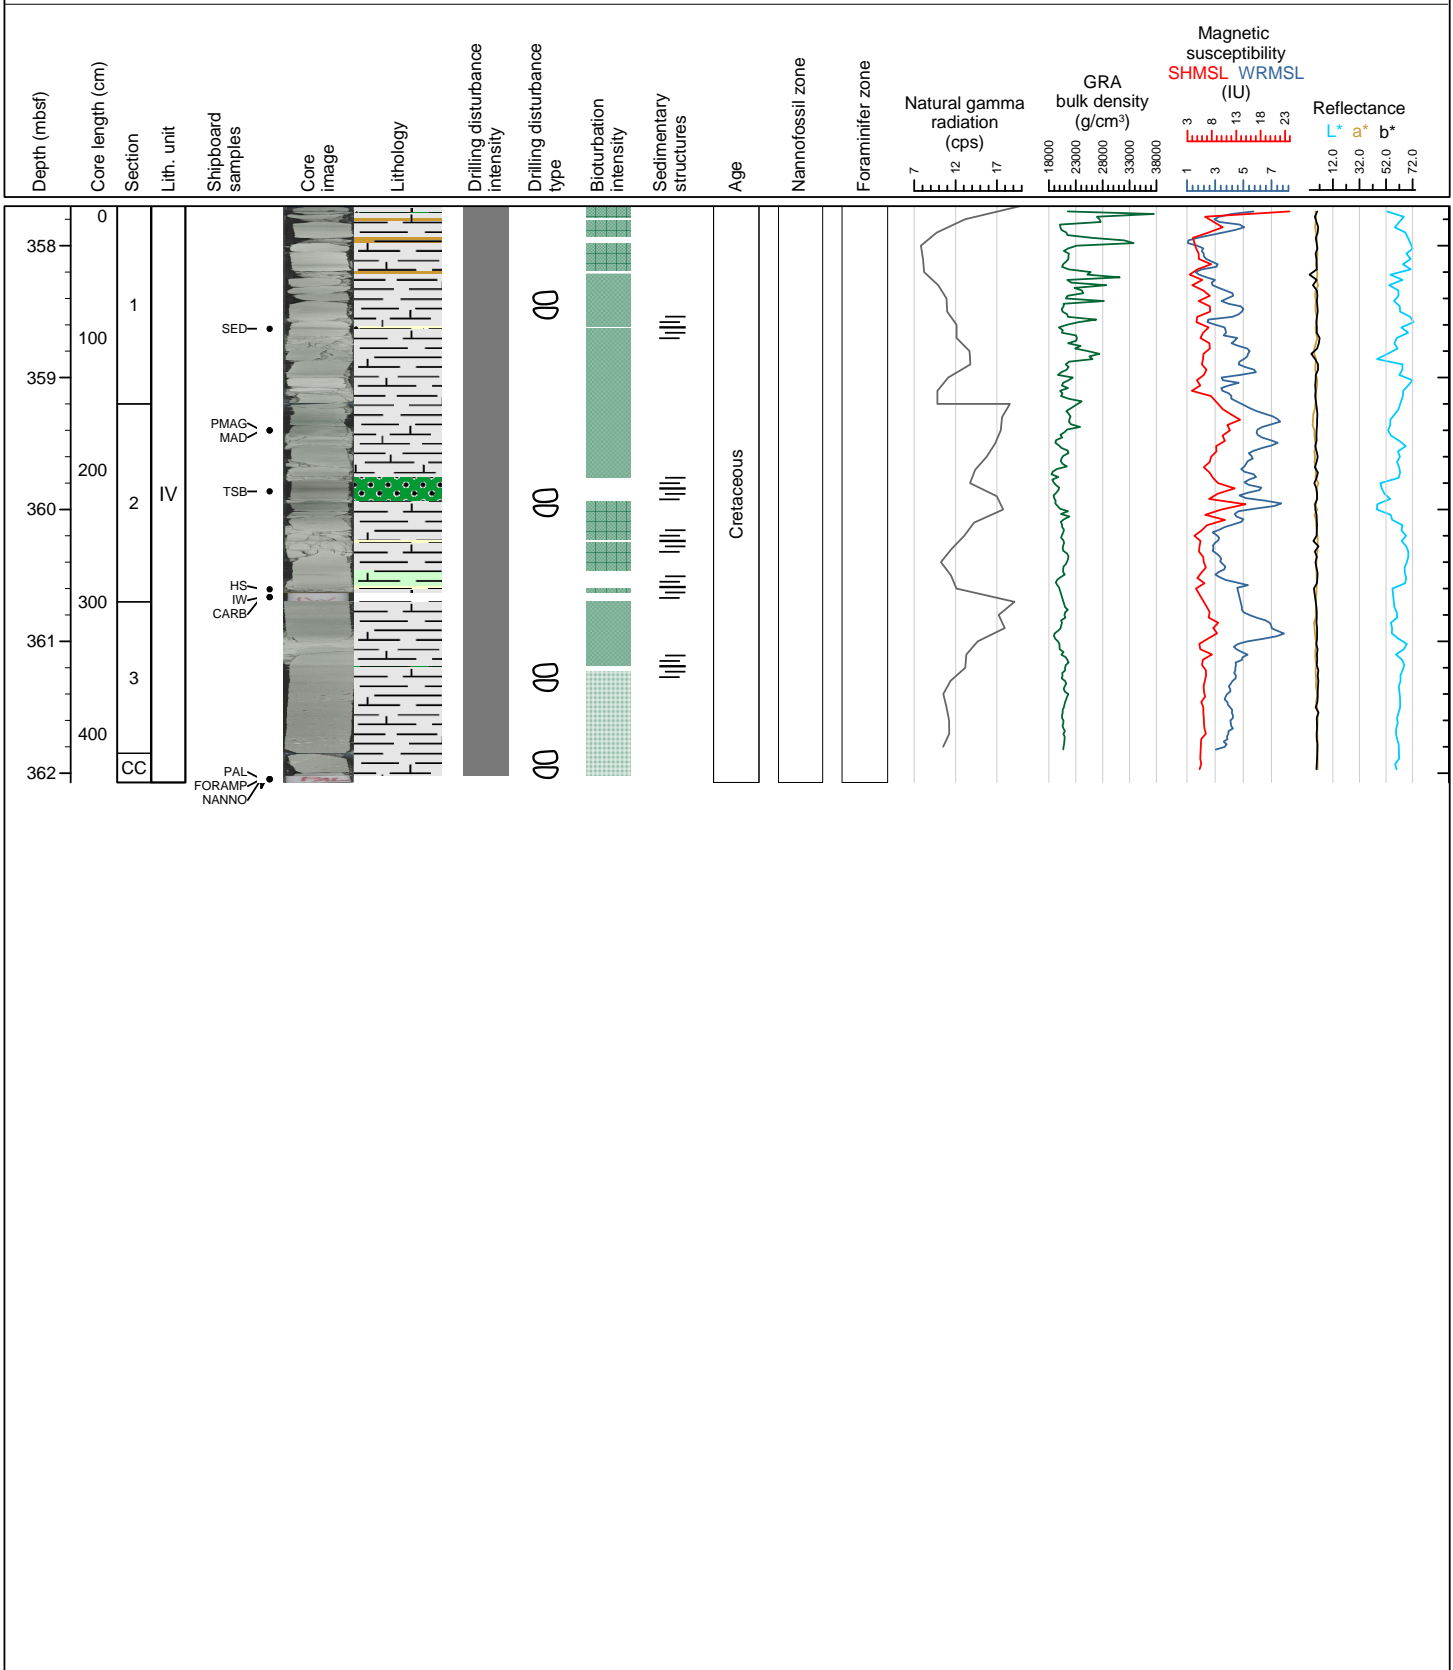 Depth (mbsf)
Core length (cm)
Section
Lith. unit
Shipboard
samples
Core
image
Lithology
Drilling disturbance
intensity
Drilling disturbance
type
Bioturbation
intensity
Sedimentary
structures
Age
Nannofossil zone
Foraminifer zone
Natural gamma
radiation
(cps)
7 12 17
GRA
bulk density
(g/cm³)
18000 23000 28000 33000 38000
Magnetic
susceptibility
SHMSL WRMSL
(IU)
3 8 13 18 23
1 3 5 7
Reflectance
L* a* b*
12.0 32.0 52.0 72.0
0
358
1
SED
100
359
PMAG
MAD
200
Cretaceous
IV
TSB
2
360
HS
IW
300
CARB
361
3
400
CC
PAL
362
FORAMP
NANNO